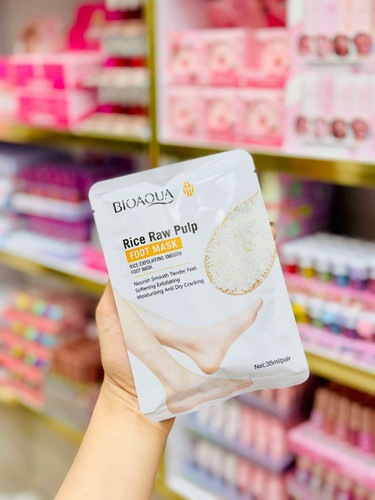 BIOAQUA
Rice Raw Pulp
FOOT MASK
RICE EXFOLIATING SMOOTH
FOOT MASK
Nourish Smooth Tender Feet
Softening Exfoliating
Moisturizing Anti Dry Cracking
Net:35ml/pair